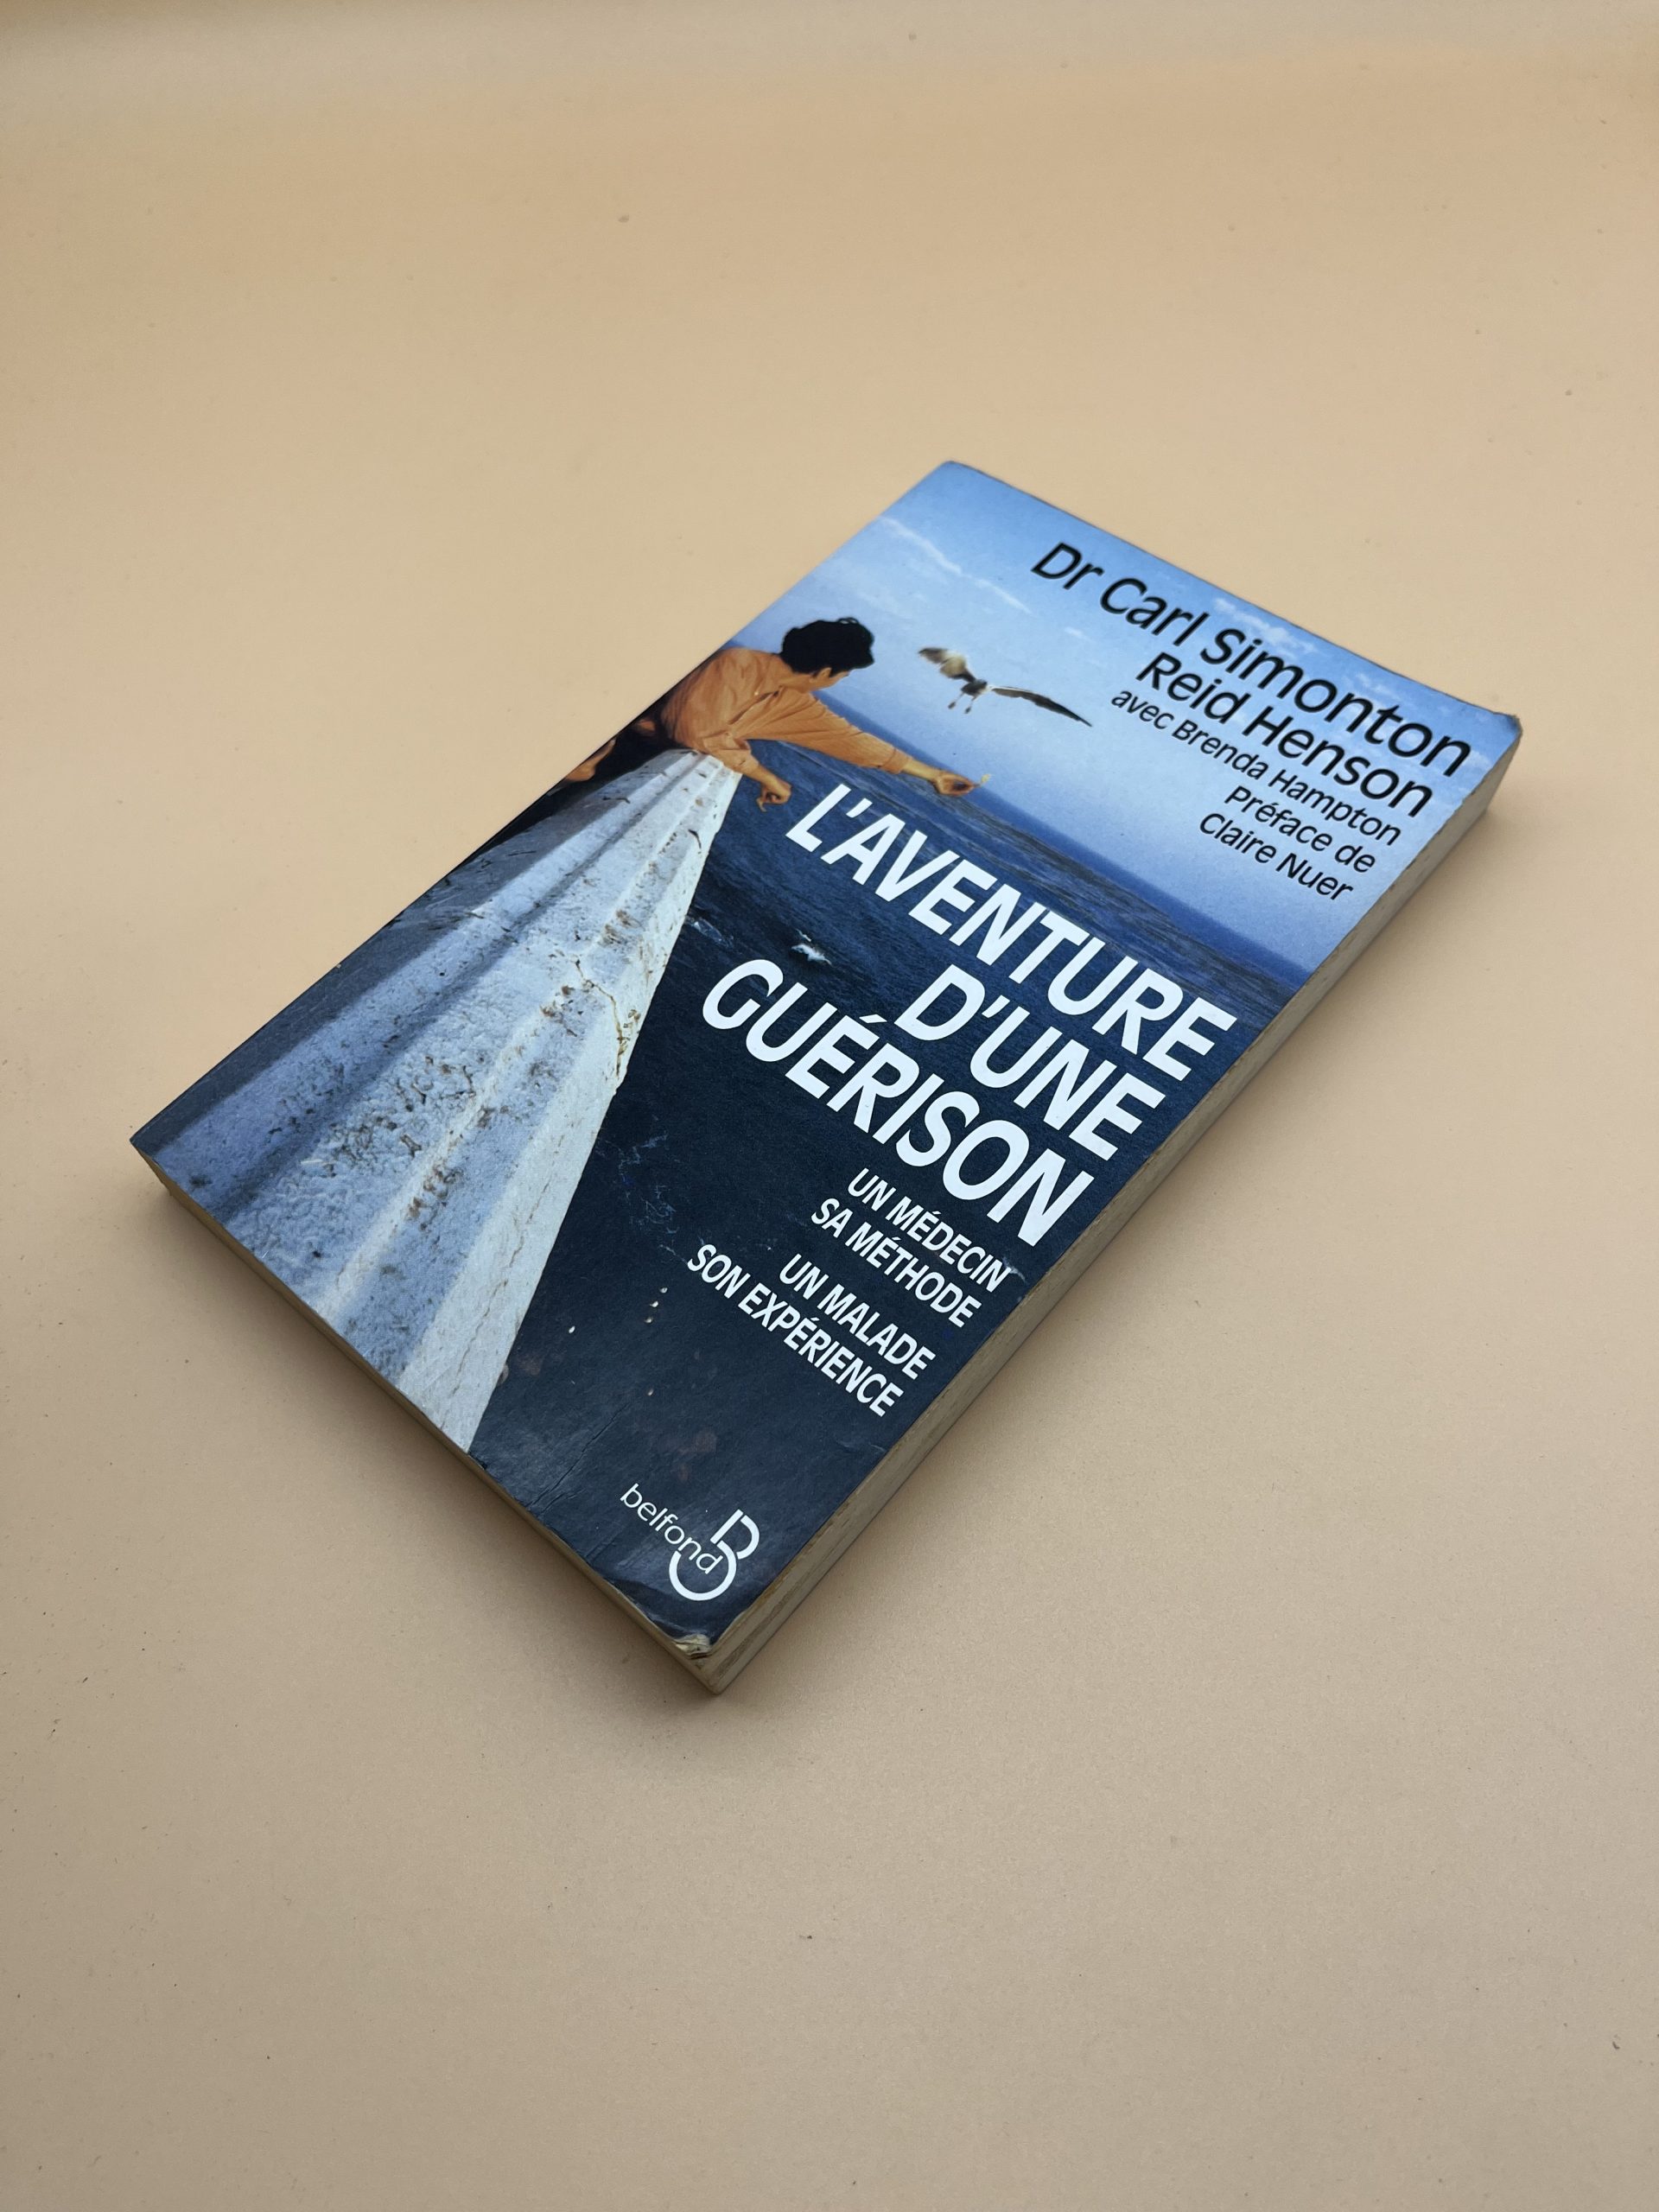 Dr Carl Simonton
Reid Henson
avec Brenda Hampton
Préface de
Claire Nuer
L'AVENTURE
D'UNE
GUÉRISON
UN MÉDECIN
SA MÉTHODE
UN MALADE
SON EXPÉRIENCE
belfond